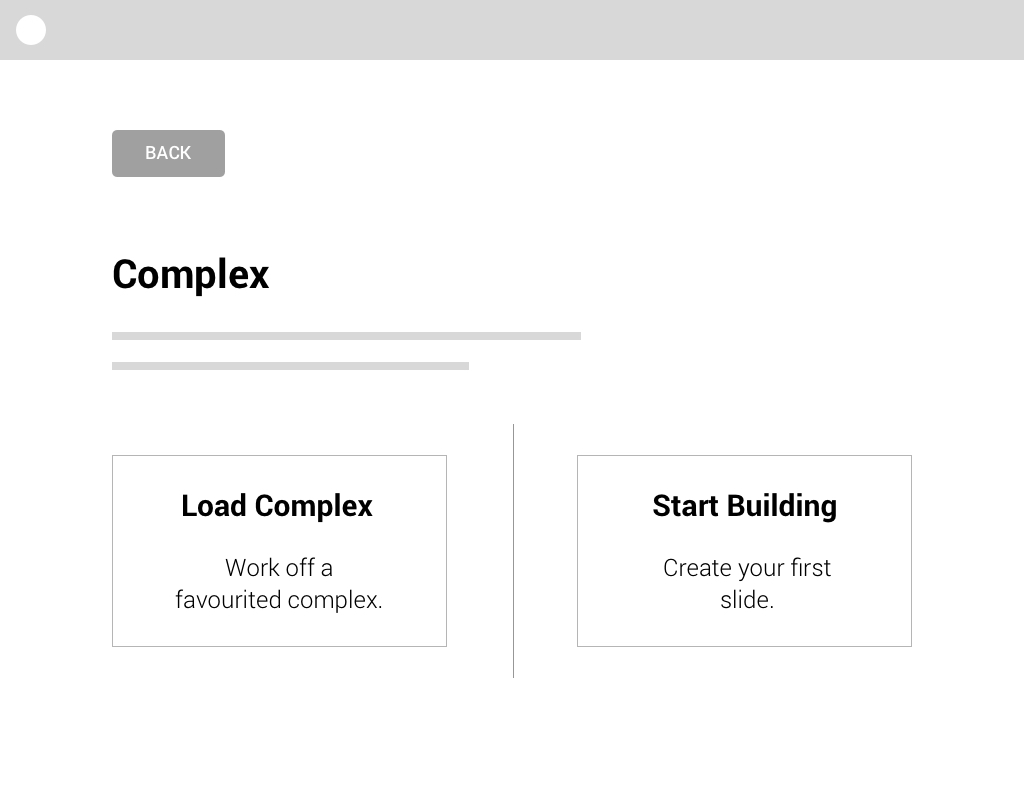 BACK
Complex
Load Complex
Work off a
favourited complex.
Start Building
Create your first
slide.